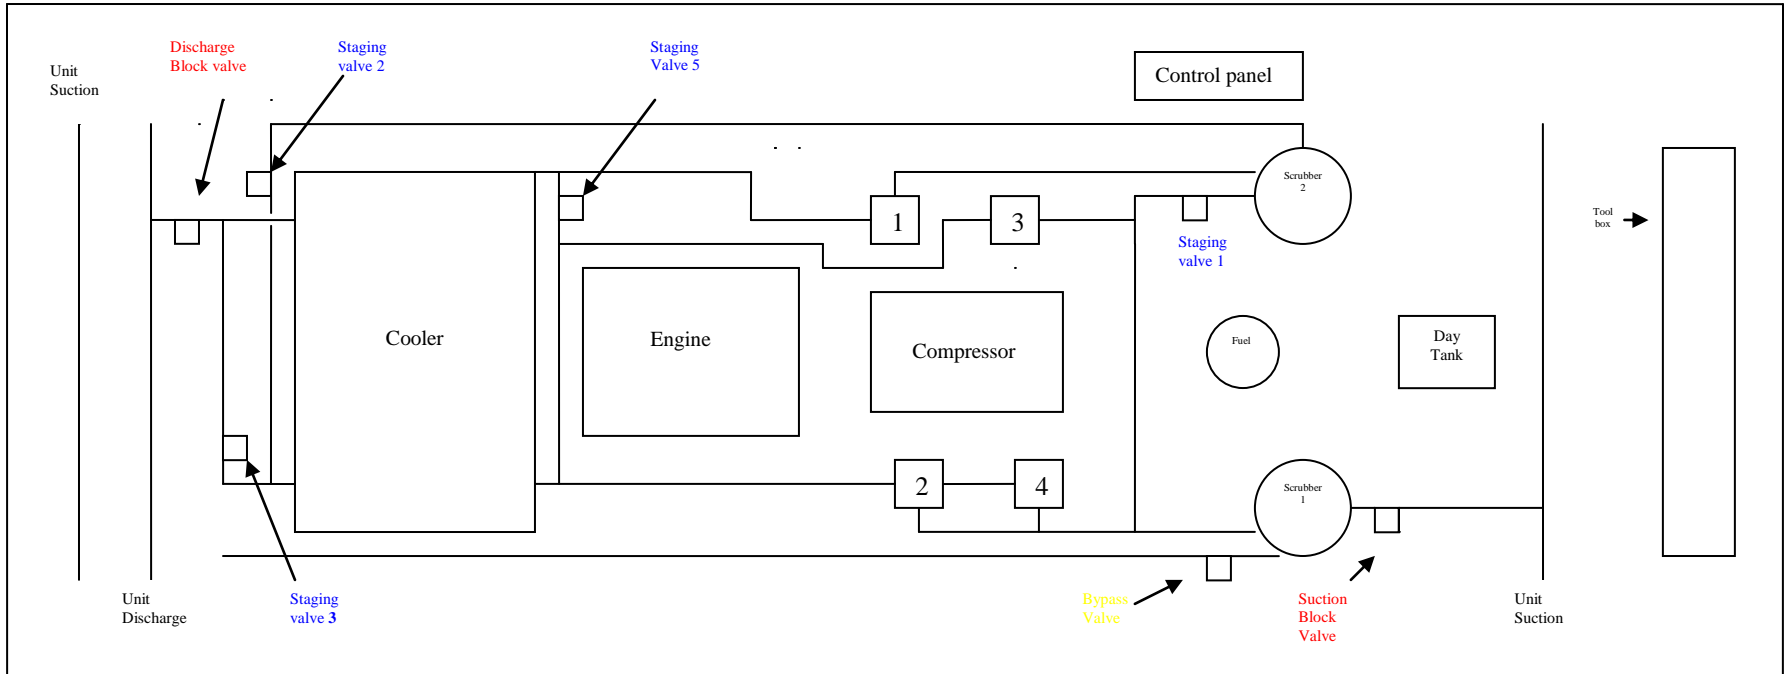 Discharge
Block valve
Staging
valve 2
Staging
Valve 5
Unit
Suction
Control panel
Scrubber
2
1
3
Tool
box
Staging
valve 1
Cooler
Engine
Compressor
Fuel
Day
Tank
2
4
Scrubber
1
Unit
Discharge
Staging
valve 3
Bypass
Valve
Suction
Block
Valve
Unit
Suction